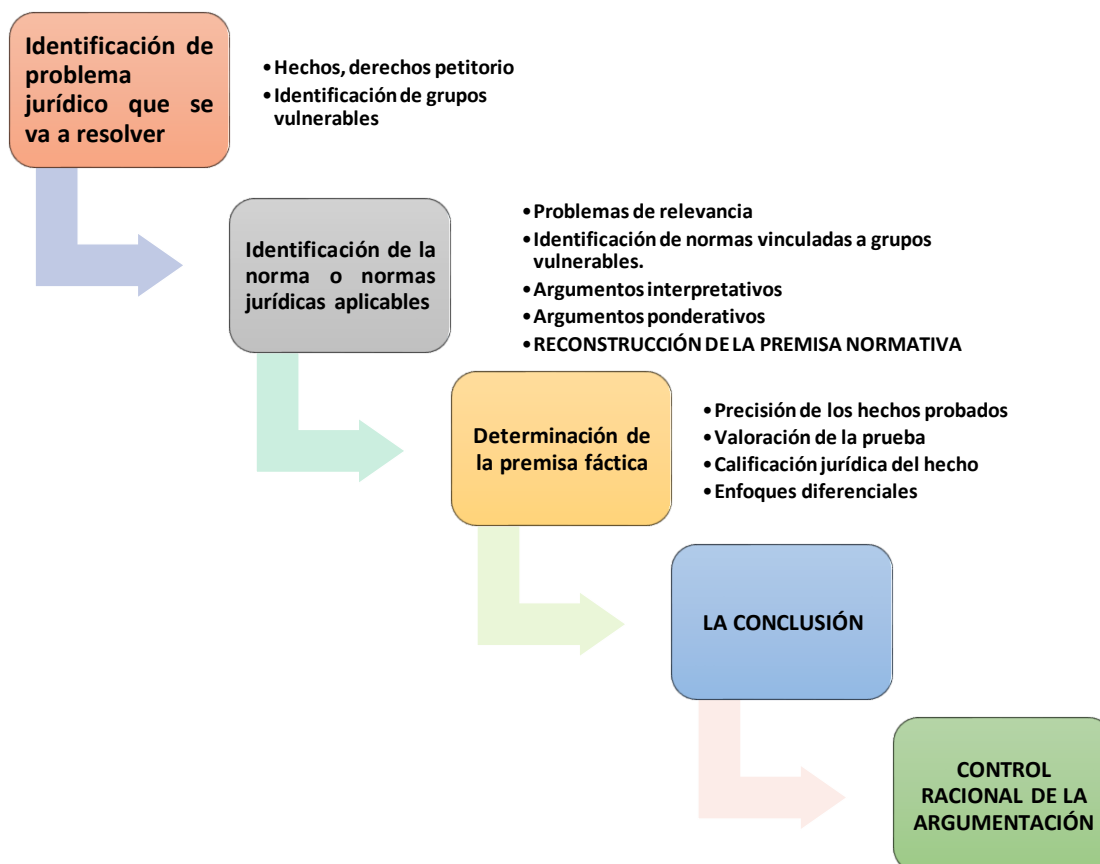 Identificación de
problema
jurídico que se
va a resolver
•Hechos, derechos petitorio
•Identificación de grupos
vulnerables
Identificación de la
norma o normas
jurídicas aplicables
•Problemas de relevancia
•Identificación de normas vinculadas a grupos
vulnerables.
•Argumentos interpretativos
•Argumentos ponderativos
•RECONSTRUCCIÓN DE LA PREMISA NORMATIVA
Determinación de
la premisa fáctica
•Precisión de los hechos probados
•Valoración de la prueba
•Calificación jurídica del hecho
•Enfoques diferenciales
LA CONCLUSIÓN
CONTROL
RACIONAL DE LA
ARGUMENTACIÓN